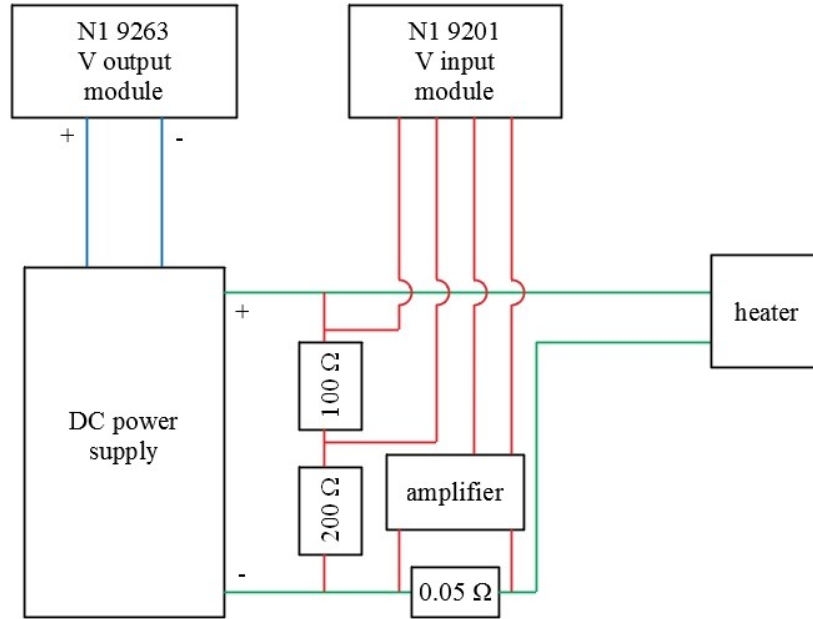 N1 9263
V output
module
N1 9201
V input
module
+
-
+
heater
100 Ω
DC power
supply
200 Ω
amplifier
-
0.05 Ω